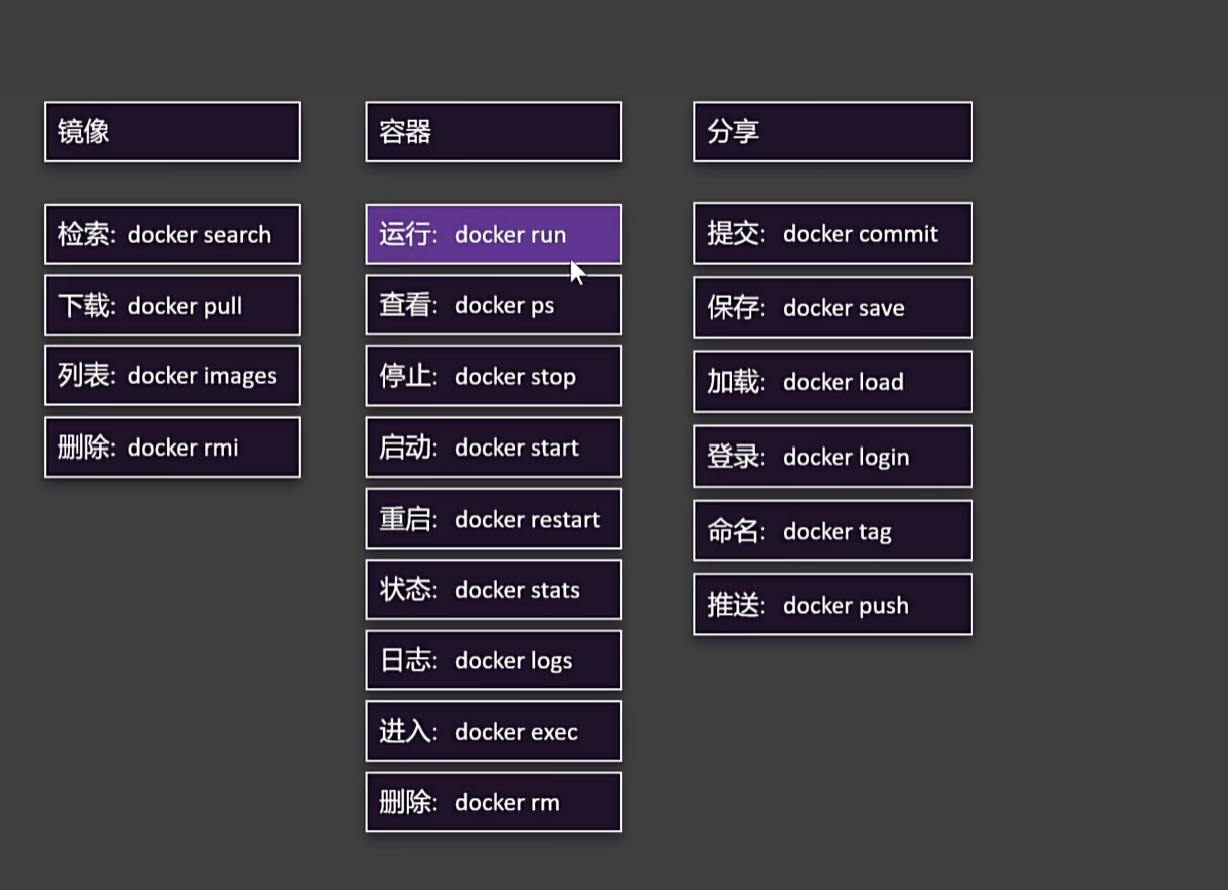 镜像
检索: docker search
下载: docker pull
列表: docker images
删除: docker rmi
容器
运行: docker run
查看: docker ps
停止: docker stop
启动: docker start
重启: docker restart
状态: docker stats
日志: docker logs
进入: docker exec
删除: docker rm
分享
提交: docker commit
保存: docker save
加载: docker load
登录: docker login
命名: docker tag
推送: docker push